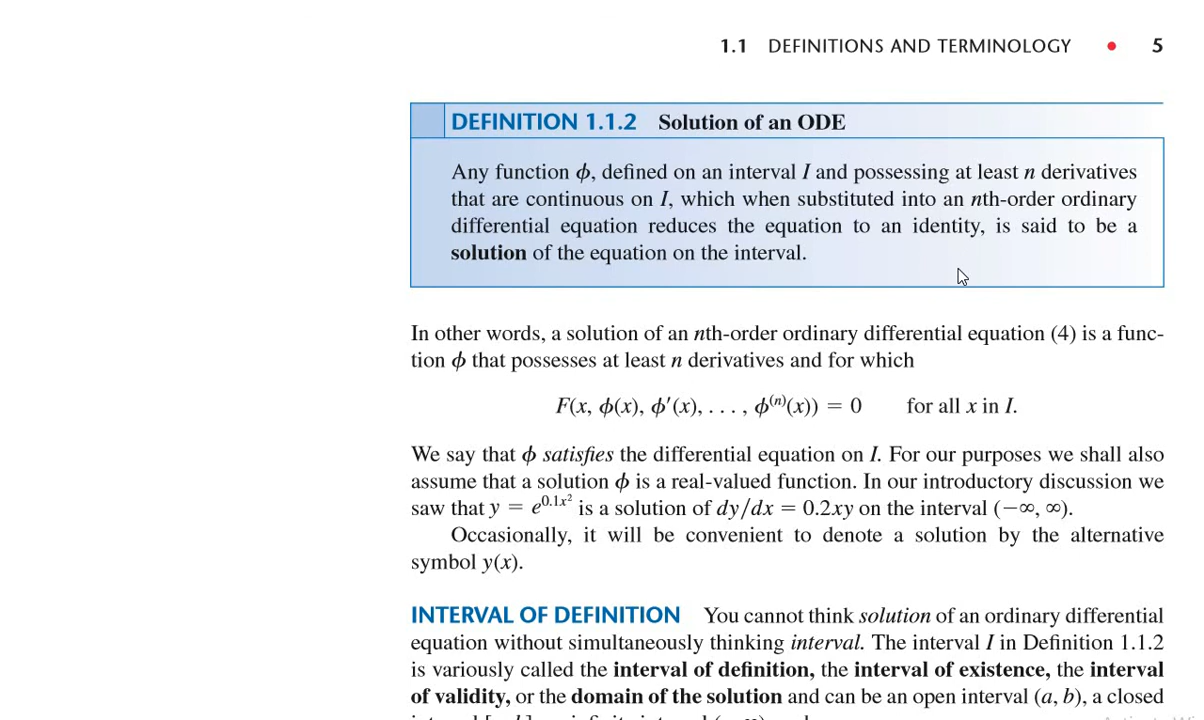 1.1 DEFINITIONS AND TERMINOLOGY • 5
DEFINITION 1.1.2 Solution of an ODE
Any function ϕ, defined on an interval I and possessing at least n derivatives
that are continuous on I, which when substituted into an nth-order ordinary
differential equation reduces the equation to an identity, is said to be a
solution of the equation on the interval.
In other words, a solution of an nth-order ordinary differential equation (4) is a func-
tion ϕ that possesses at least n derivatives and for which
F(x, ϕ(x), ϕ′(x), . . . , ϕ⁽ⁿ⁾(x)) = 0 for all x in I.
We say that ϕ satisfies the differential equation on I. For our purposes we shall also
assume that a solution ϕ is a real-valued function. In our introductory discussion we
saw that y = e^{0.1x²} is a solution of dy/dx = 0.2xy on the interval (−∞, ∞).
Occasionally, it will be convenient to denote a solution by the alternative
symbol y(x).
INTERVAL OF DEFINITION You cannot think solution of an ordinary differential
equation without simultaneously thinking interval. The interval I in Definition 1.1.2
is variously called the interval of definition, the interval of existence, the interval
of validity, or the domain of the solution and can be an open interval (a, b), a closed